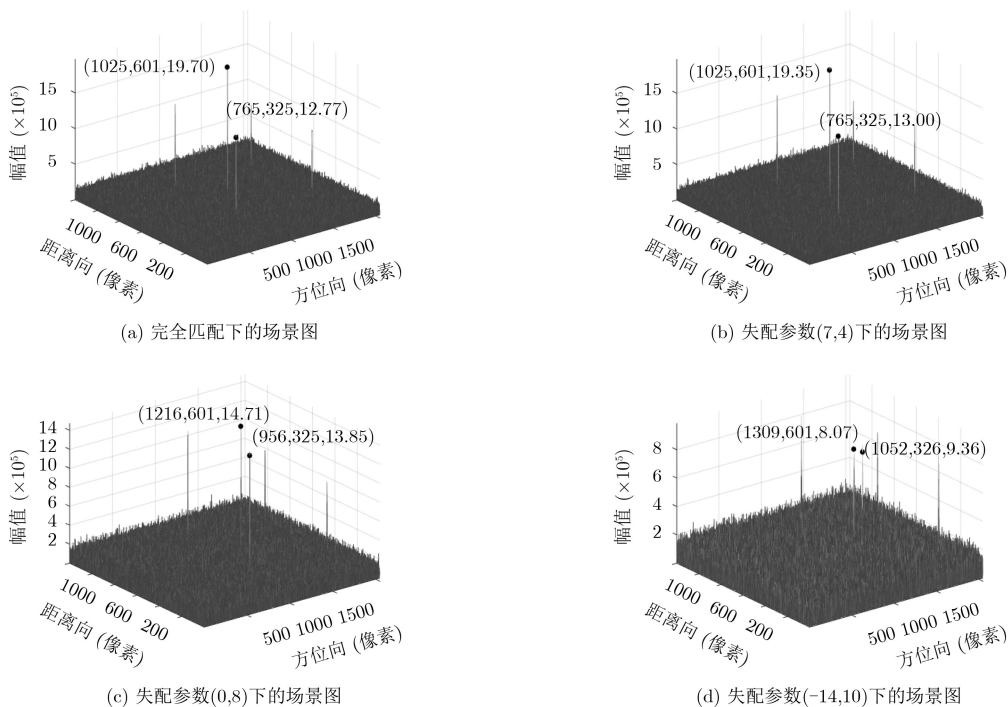 (1025,601,19.70)
(765,325,12.77)
15
10
5
幅值 (×10⁵)
1000 600 200
距离向 (像素)
500 1000 1500
方位向 (像素)
(a) 完全匹配下的场景图
(1025,601,19.35)
(765,325,13.00)
15
10
5
幅值 (×10⁵)
1000 600 200
距离向 (像素)
500 1000 1500
方位向 (像素)
(b) 失配参数(7,4)下的场景图
(1216,601,14.71)
(956,325,13.85)
14
12
10
8
6
4
2
幅值 (×10⁵)
1000 600 200
距离向 (像素)
500 1000 1500
方位向 (像素)
(c) 失配参数(0,8)下的场景图
(1309,601,8.07)
(1052,326,9.36)
8
6
4
2
幅值 (×10⁵)
1000 600 200
距离向 (像素)
500 1000 1500
方位向 (像素)
(d) 失配参数(–14,10)下的场景图